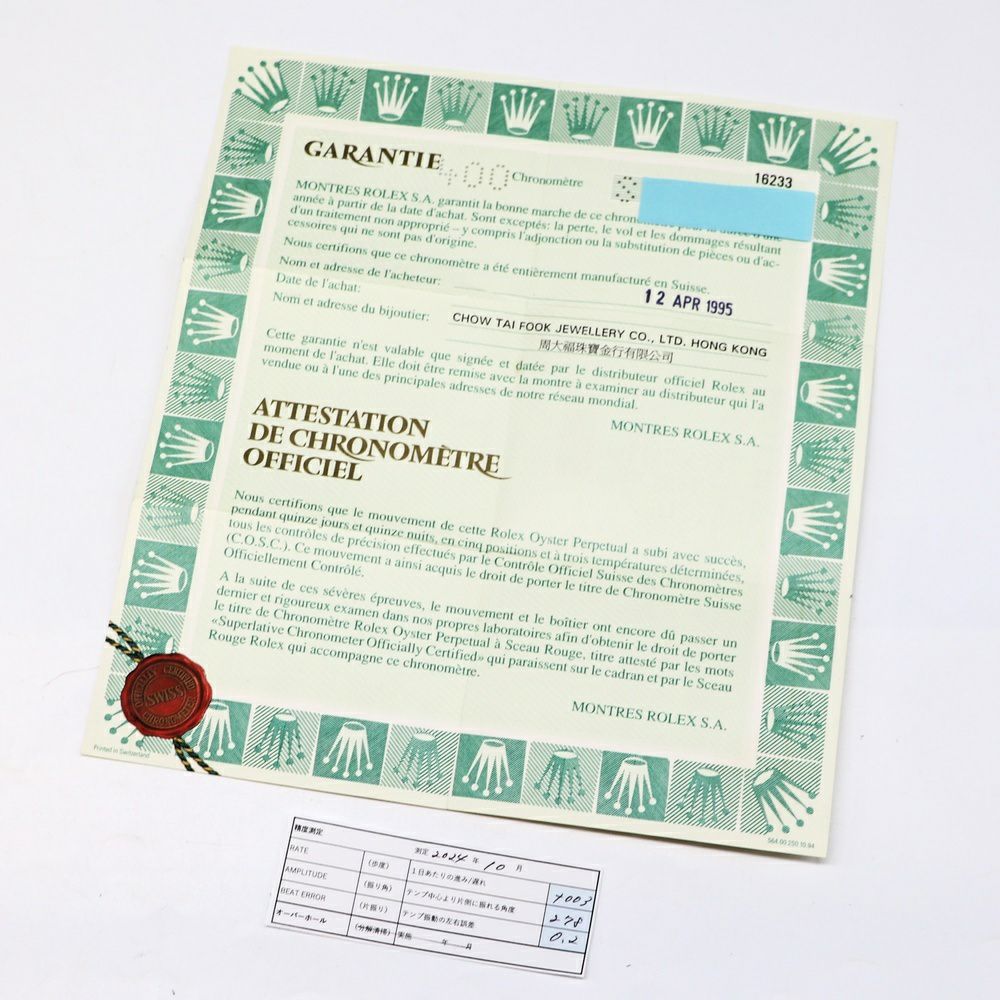 GARANTIE 400 Chronomètre S 16233
MONTRES ROLEX S.A. garantit la bonne marche de ce chron
année à partir de la date d'achat. Sont exceptés: la perte, le vol et les dommages résultant
d'un traitement non approprié – y compris l'adjonction ou la substitution de pièces ou d'ac-
cessoires qui ne sont pas d'origine.
Nous certifions que ce chronomètre a été entièrement manufacturé en Suisse.
Nom et adresse de l'acheteur:
Date de l'achat: 12 APR 1995
Nom et adresse du bijoutier: CHOW TAI FOOK JEWELLERY CO., LTD. HONG KONG
周大福珠寶金行有限公司
Cette garantie n'est valable que signée et datée par le distributeur officiel Rolex au
moment de l'achat. Elle doit être remise avec la montre à examiner au distributeur qui l'a
vendue ou à l'une des principales adresses de notre réseau mondial.
MONTRES ROLEX S.A.
ATTESTATION
DE CHRONOMÈTRE
OFFICIEL
Nous certifions que le mouvement de cette Rolex Oyster Perpetual a subi avec succès,
pendant quinze jours et quinze nuits, en cinq positions et à trois températures déterminées,
tous les contrôles de précision effectués par le Contrôle Officiel Suisse des Chronomètres
(C.O.S.C.). Ce mouvement a ainsi acquis le droit de porter le titre de Chronomètre Suisse
Officiellement Contrôlé.
A la suite de ces sévères épreuves, le mouvement et le boîtier ont encore dû passer un
dernier et rigoureux examen dans nos propres laboratoires afin d'obtenir le droit de porter
le titre de Chronomètre Rolex Oyster Perpetual à Sceau Rouge, titre attesté par les mots
«Superlative Chronometer Officially Certified» qui paraissent sur le cadran et par le Sceau
Rouge Rolex qui accompagne ce chronomètre.
MONTRES ROLEX S.A.
OFFICIALLY CERTIFIED
SWISS
CHRONOMETER
Printed in Switzerland
564.00.250.10.94
精度測定 測定 2024 年 10 月
RATE (歩度) 1日あたりの進み/遅れ +003
AMPLITUDE (振り角) テンプ中心より片側に振れる角度 278
BEAT ERROR (片振り) テンプ振動の左右誤差 0.2
オーバーホール (分解清掃) 実施 年 月